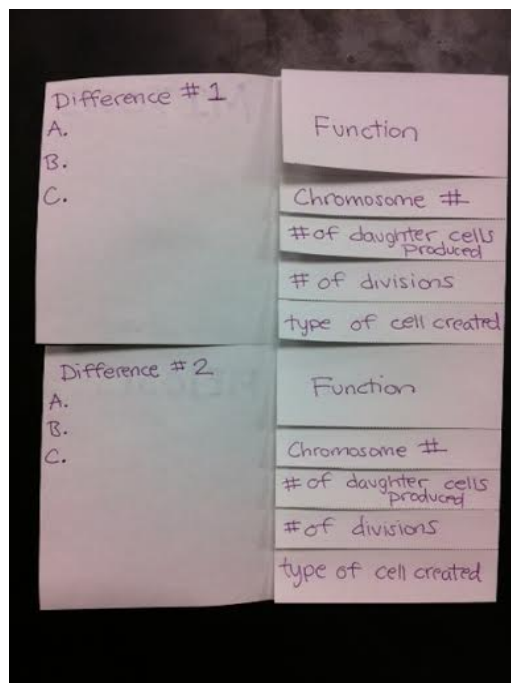 Difference # 1
A.
B.
C.
Function
Chromosome #
# of daughter cells
produced
# of divisions
type of cell created
Difference # 2
A.
B.
C.
Function
Chromosome #
# of daughter cells
produced
# of divisions
type of cell created